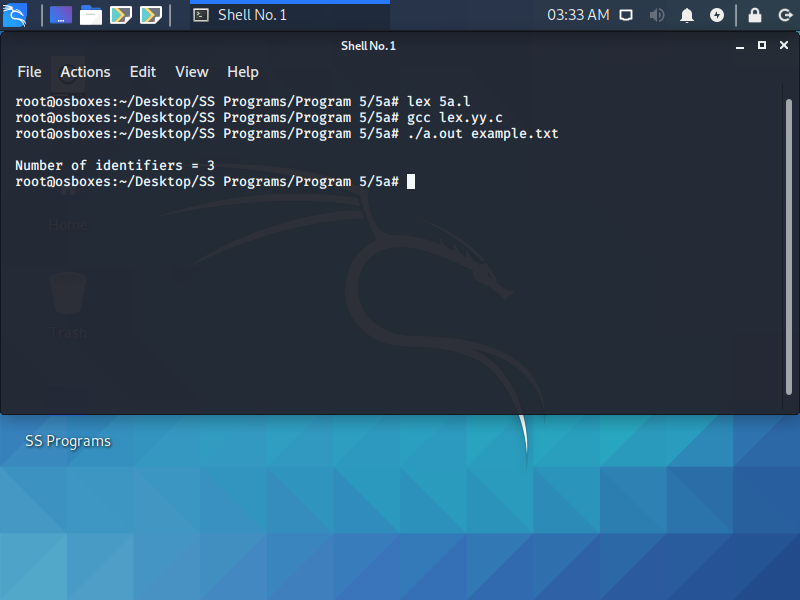 Shell No. 1
03:33 AM
Shell No. 1
File Actions Edit View Help
root@osboxes:~/Desktop/SS Programs/Program 5/5a# lex 5a.l
root@osboxes:~/Desktop/SS Programs/Program 5/5a# gcc lex.yy.c
root@osboxes:~/Desktop/SS Programs/Program 5/5a# ./a.out example.txt
Number of identifiers = 3
root@osboxes:~/Desktop/SS Programs/Program 5/5a#
Home
Trash
SS Programs